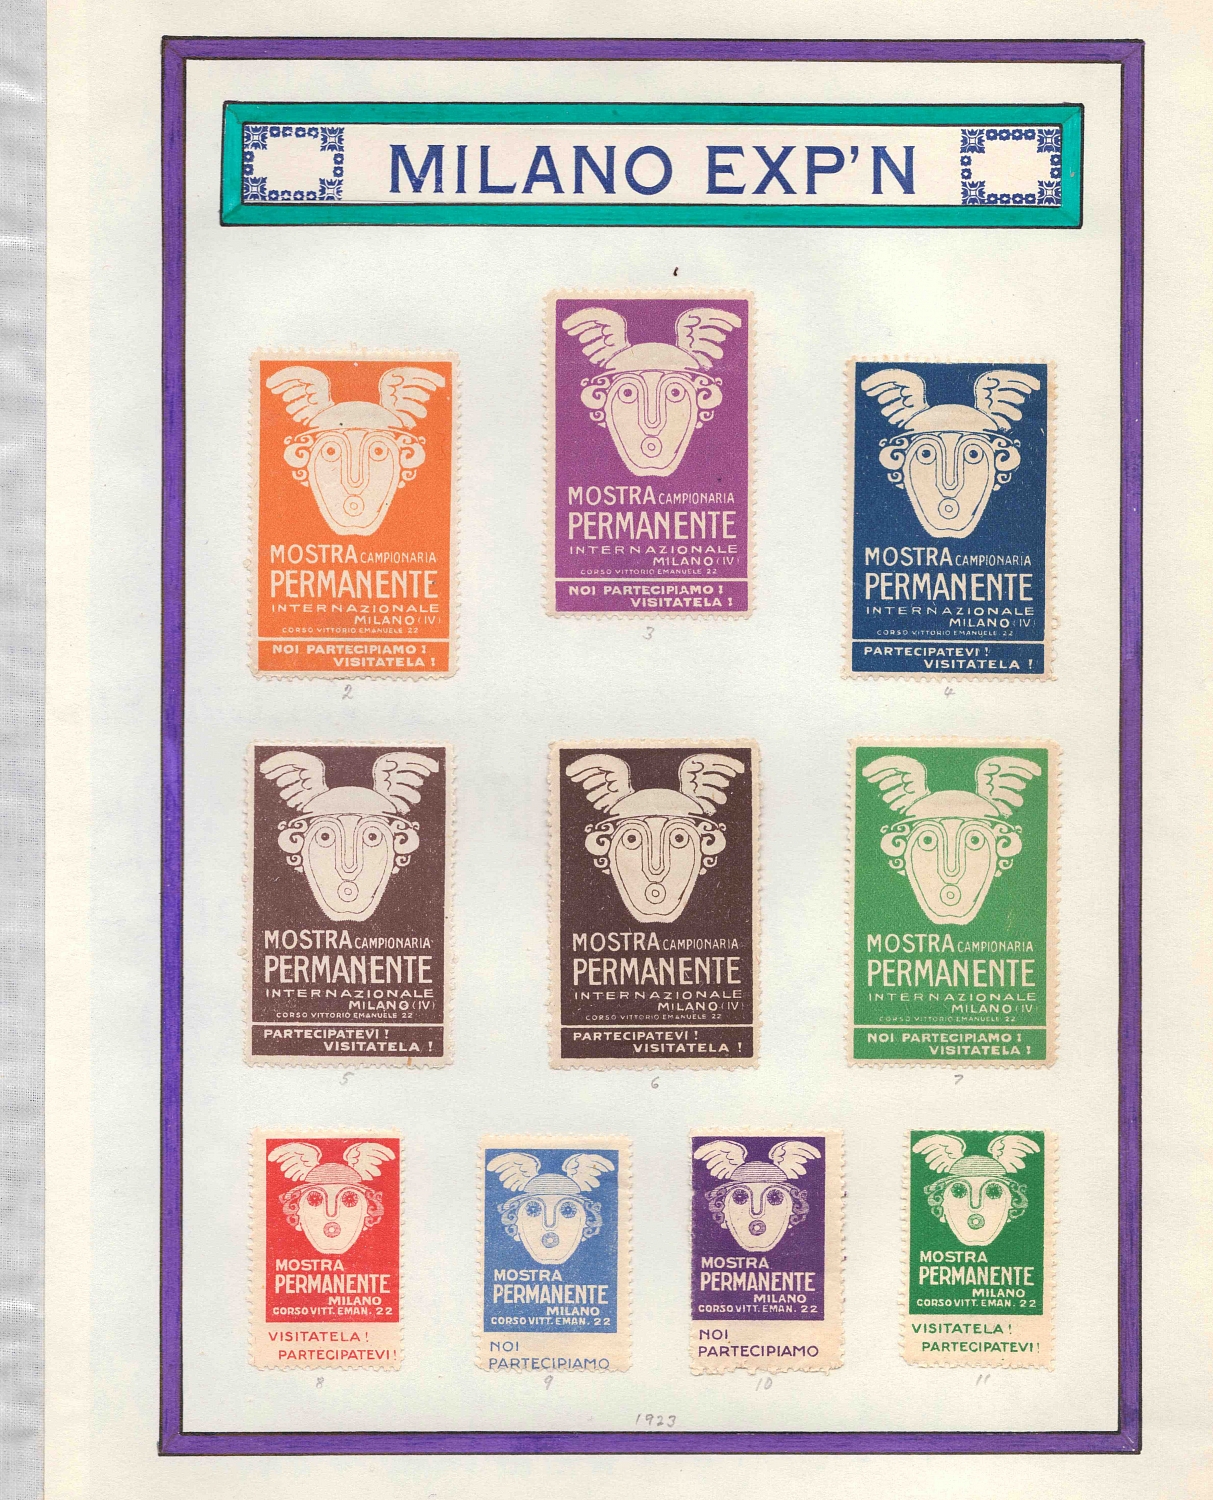 MILANO EXP'N
MOSTRA CAMPIONARIA
PERMANENTE
INTERNAZIONALE
MILANO (IV)
CORSO VITTORIO EMANUELE 22
NOI PARTECIPIAMO !
VISITATELA !
2
MOSTRA CAMPIONARIA
PERMANENTE
INTERNAZIONALE
MILANO (IV)
CORSO VITTORIO EMANUELE 22
NOI PARTECIPIAMO !
VISITATELA !
3
MOSTRA CAMPIONARIA
PERMANENTE
INTERNAZIONALE
MILANO (IV)
CORSO VITTORIO EMANUELE 22
PARTECIPATEVI !
VISITATELA !
4
MOSTRA CAMPIONARIA
PERMANENTE
INTERNAZIONALE
MILANO (IV)
CORSO VITTORIO EMANUELE 22
PARTECIPATEVI !
VISITATELA !
5
MOSTRA CAMPIONARIA
PERMANENTE
INTERNAZIONALE
MILANO (IV)
CORSO VITTORIO EMANUELE 22
PARTECIPATEVI !
VISITATELA !
6
MOSTRA CAMPIONARIA
PERMANENTE
INTERNAZIONALE
MILANO (IV)
CORSO VITTORIO EMANUELE 22
NOI PARTECIPIAMO !
VISITATELA !
7
MOSTRA
PERMANENTE
MILANO
CORSO VITT. EMAN. 22
VISITATELA !
PARTECIPATEVI !
8
MOSTRA
PERMANENTE
MILANO
CORSO VITT. EMAN. 22
NOI
PARTECIPIAMO
9
MOSTRA
PERMANENTE
MILANO
CORSO VITT. EMAN. 22
NOI
PARTECIPIAMO
10
MOSTRA
PERMANENTE
MILANO
CORSO VITT. EMAN. 22
VISITATELA !
PARTECIPATEVI !
11
1923